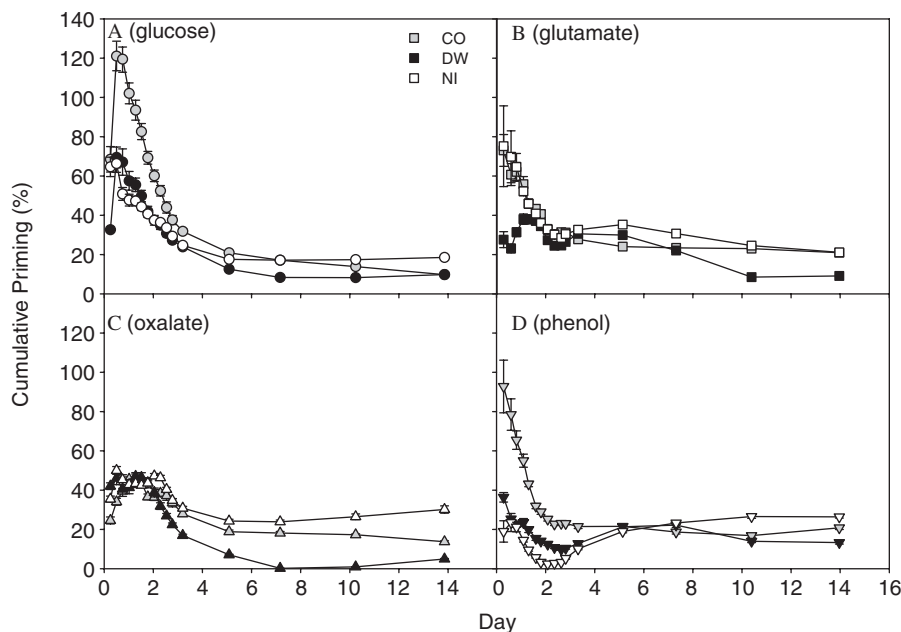 A (glucose)
CO
DW
NI
B (glutamate)
140
120
100
80
60
40
20
0
C (oxalate)
D (phenol)
120
100
80
60
40
20
0
Cumulative Priming (%)
0 2 4 6 8 10 12 14
0 2 4 6 8 10 12 14 16
Day